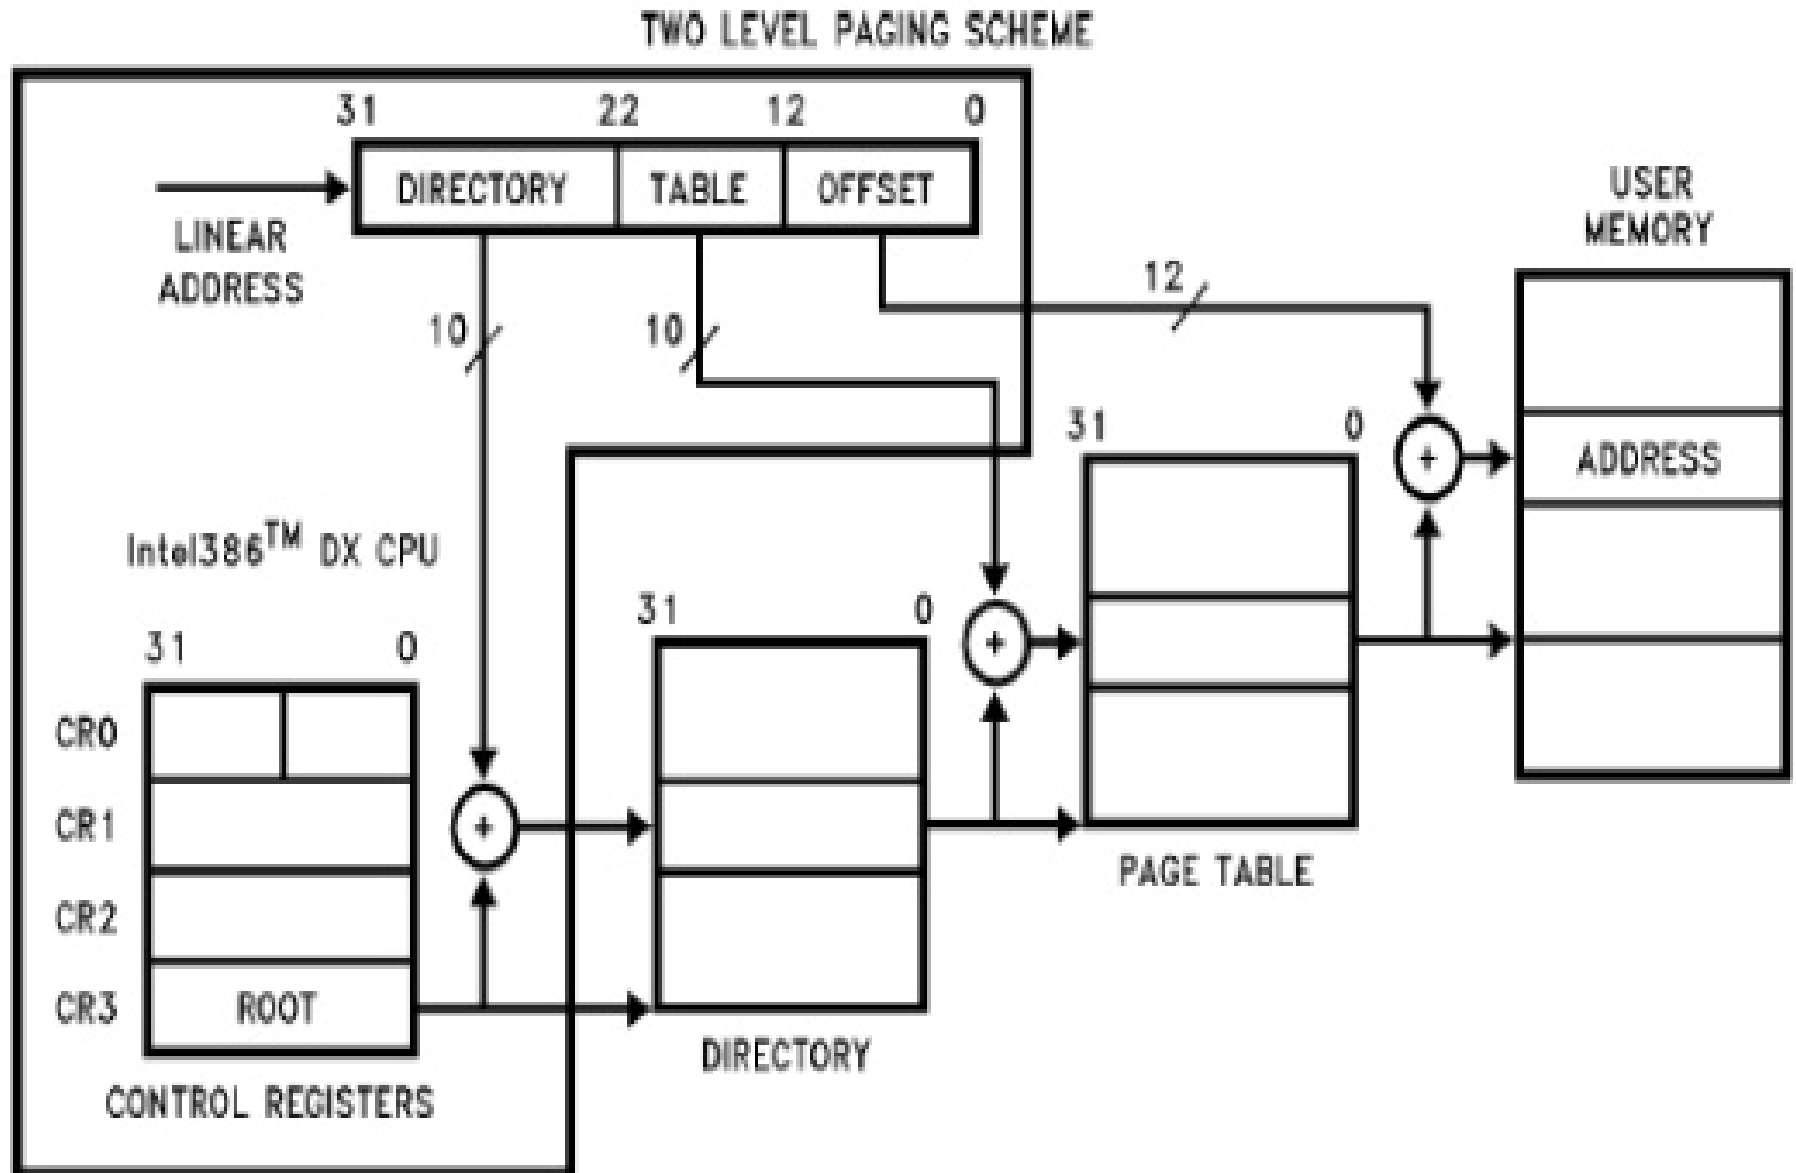 TWO LEVEL PAGING SCHEME
31 22 12 0
DIRECTORY TABLE OFFSET
LINEAR
ADDRESS
USER
MEMORY
12
10 10
31 0
ADDRESS
Intel386™ DX CPU
31 0
31 0
CR0
CR1
CR2
CR3 ROOT
PAGE TABLE
DIRECTORY
CONTROL REGISTERS
+
+
+